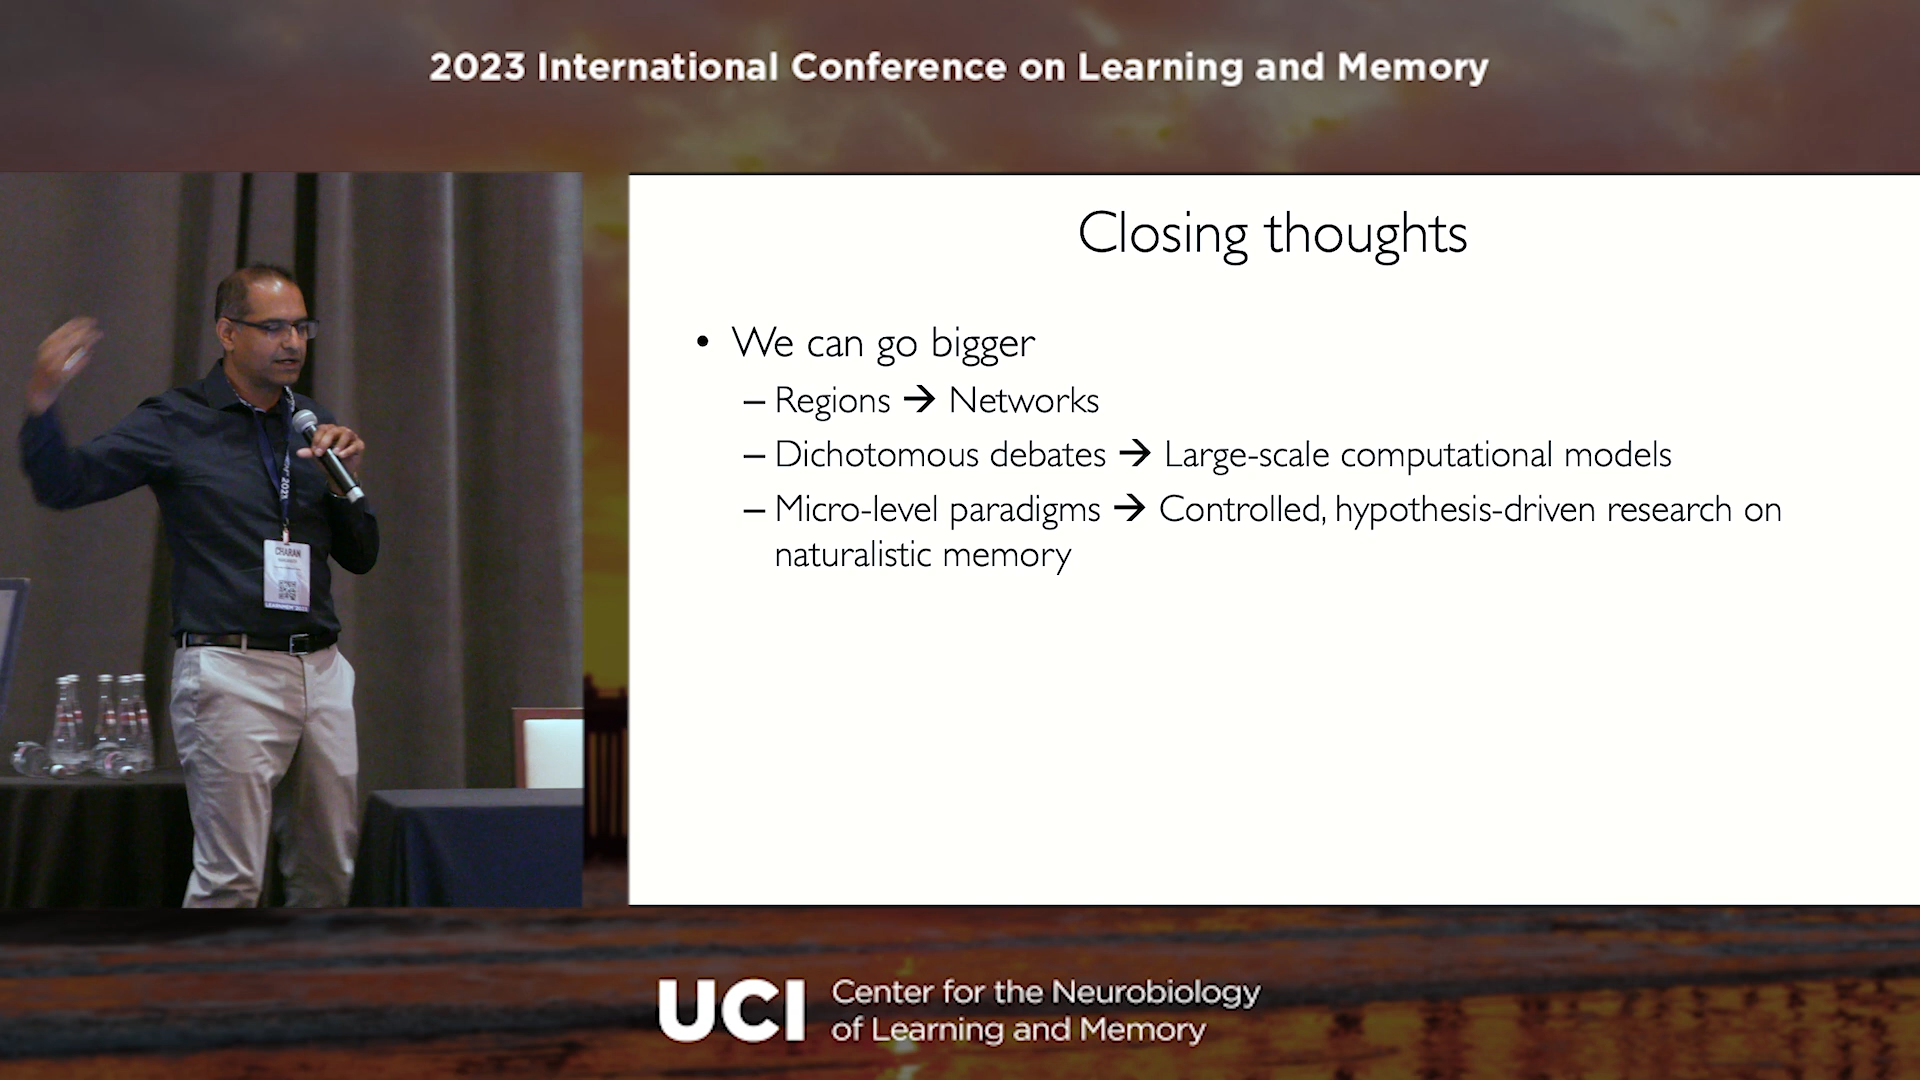 2023 International Conference on Learning and Memory
Closing thoughts
• We can go bigger
– Regions → Networks
– Dichotomous debates → Large-scale computational models
– Micro-level paradigms → Controlled, hypothesis-driven research on
naturalistic memory
CHARAN
UCI
Center for the Neurobiology
of Learning and Memory